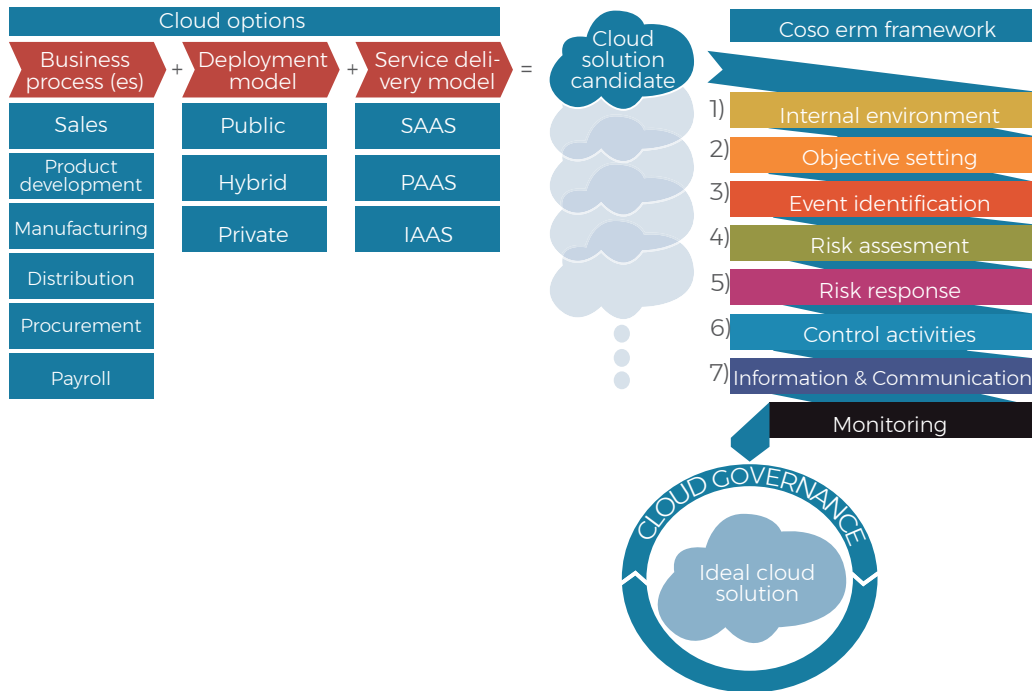 Cloud options
Business
process (es)
+
Deployment
model
+
Service deli-
very model
=
Cloud
solution
candidate
Sales
Product
development
Manufacturing
Distribution
Procurement
Payroll
Public
Hybrid
Private
SAAS
PAAS
IAAS
Coso erm framework
1) Internal environment
2) Objective setting
3) Event identification
4) Risk assesment
5) Risk response
6) Control activities
7) Information & Communication
Monitoring
CLOUD GOVERNANCE
Ideal cloud
solution